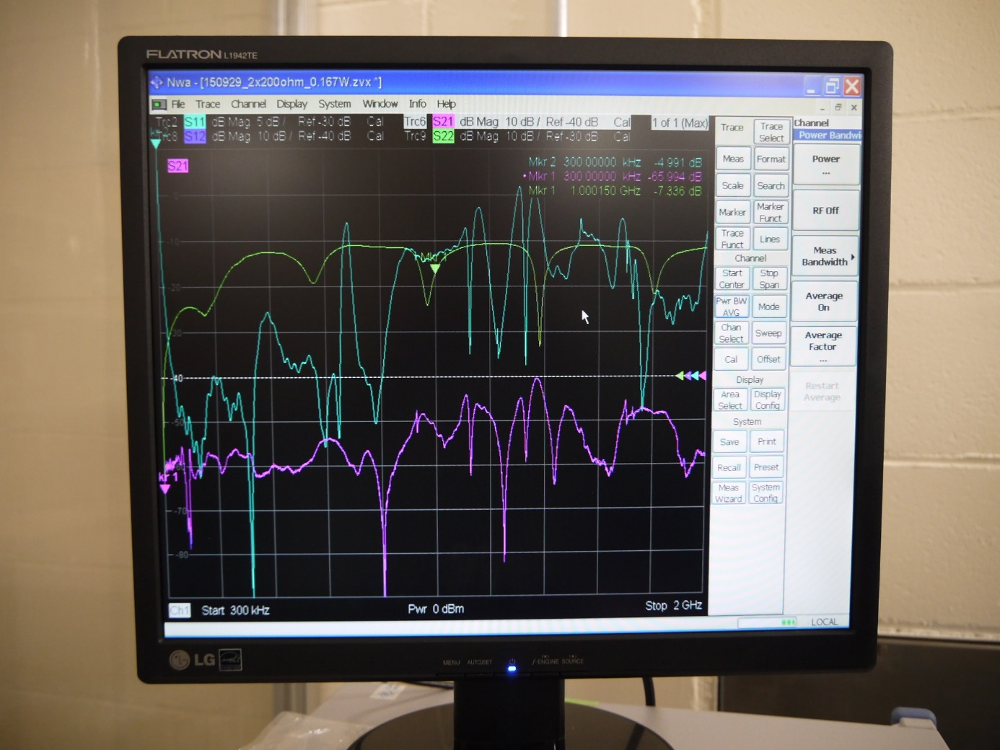 FLATRON L1942TE
Nwa - [150929_2x200ohm_0.167W.zvx *]
File Trace Channel Display System Window Info Help
Trc2 S11 dB Mag 5 dB / Ref -30 dB Cal Trc6 S21 dB Mag 10 dB / Ref -40 dB Cal 1 of 1 (Max)
Trc8 S12 dB Mag 10 dB / Ref -40 dB Cal Trc9 S22 dB Mag 10 dB / Ref -30 dB Cal
S21
Mkr 2 300.00000 kHz -4.991 dB
•Mkr 1 300.00000 kHz -65.994 dB
Mkr 1 1.000150 GHz -7.336 dB
-10
-20
-30
Mkr 1
-40
-50
-60
kr 1
-70
-80
Ch1 Start 300 kHz Pwr 0 dBm Stop 2 GHz
Trace
Trace Select
Meas
Format
Scale
Search
Marker
Marker Funct
Trace Funct
Lines
Channel
Start Center
Stop Span
Pwr BW AVG
Mode
Chan Select
Sweep
Cal
Offset
Display
Area Select
Display Config
System
Save
Print
Recall
Preset
Meas Wizard
System Config
Channel
Power Bandwi
Power
...
RF Off
Meas
Bandwidth
Average
On
Average
Factor
...
Restart
Average
LOCAL
LG
MENU AUTO/SET f-ENGINE SOURCE